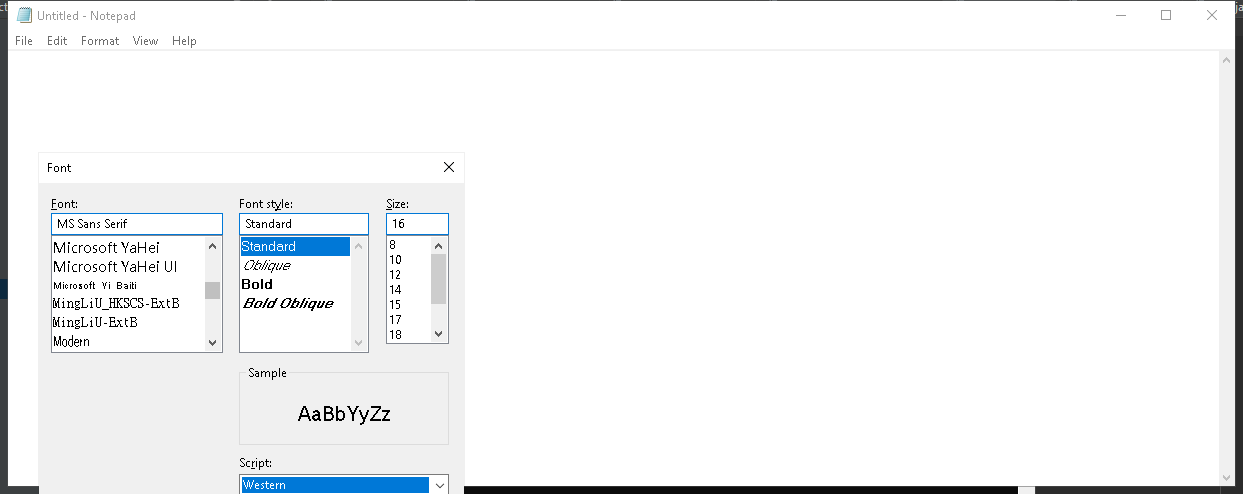 Untitled - Notepad
File Edit Format View Help
Font
Font: Font style: Size:
MS Sans Serif Standard 16
Microsoft YaHei
Microsoft YaHei UI
Microsoft Yi Baiti
MingLiU_HKSCS-ExtB
MingLiU-ExtB
Modern
Standard
Oblique
Bold
Bold Oblique
8
10
12
14
15
17
18
Sample
AaBbYyZz
Script:
Western